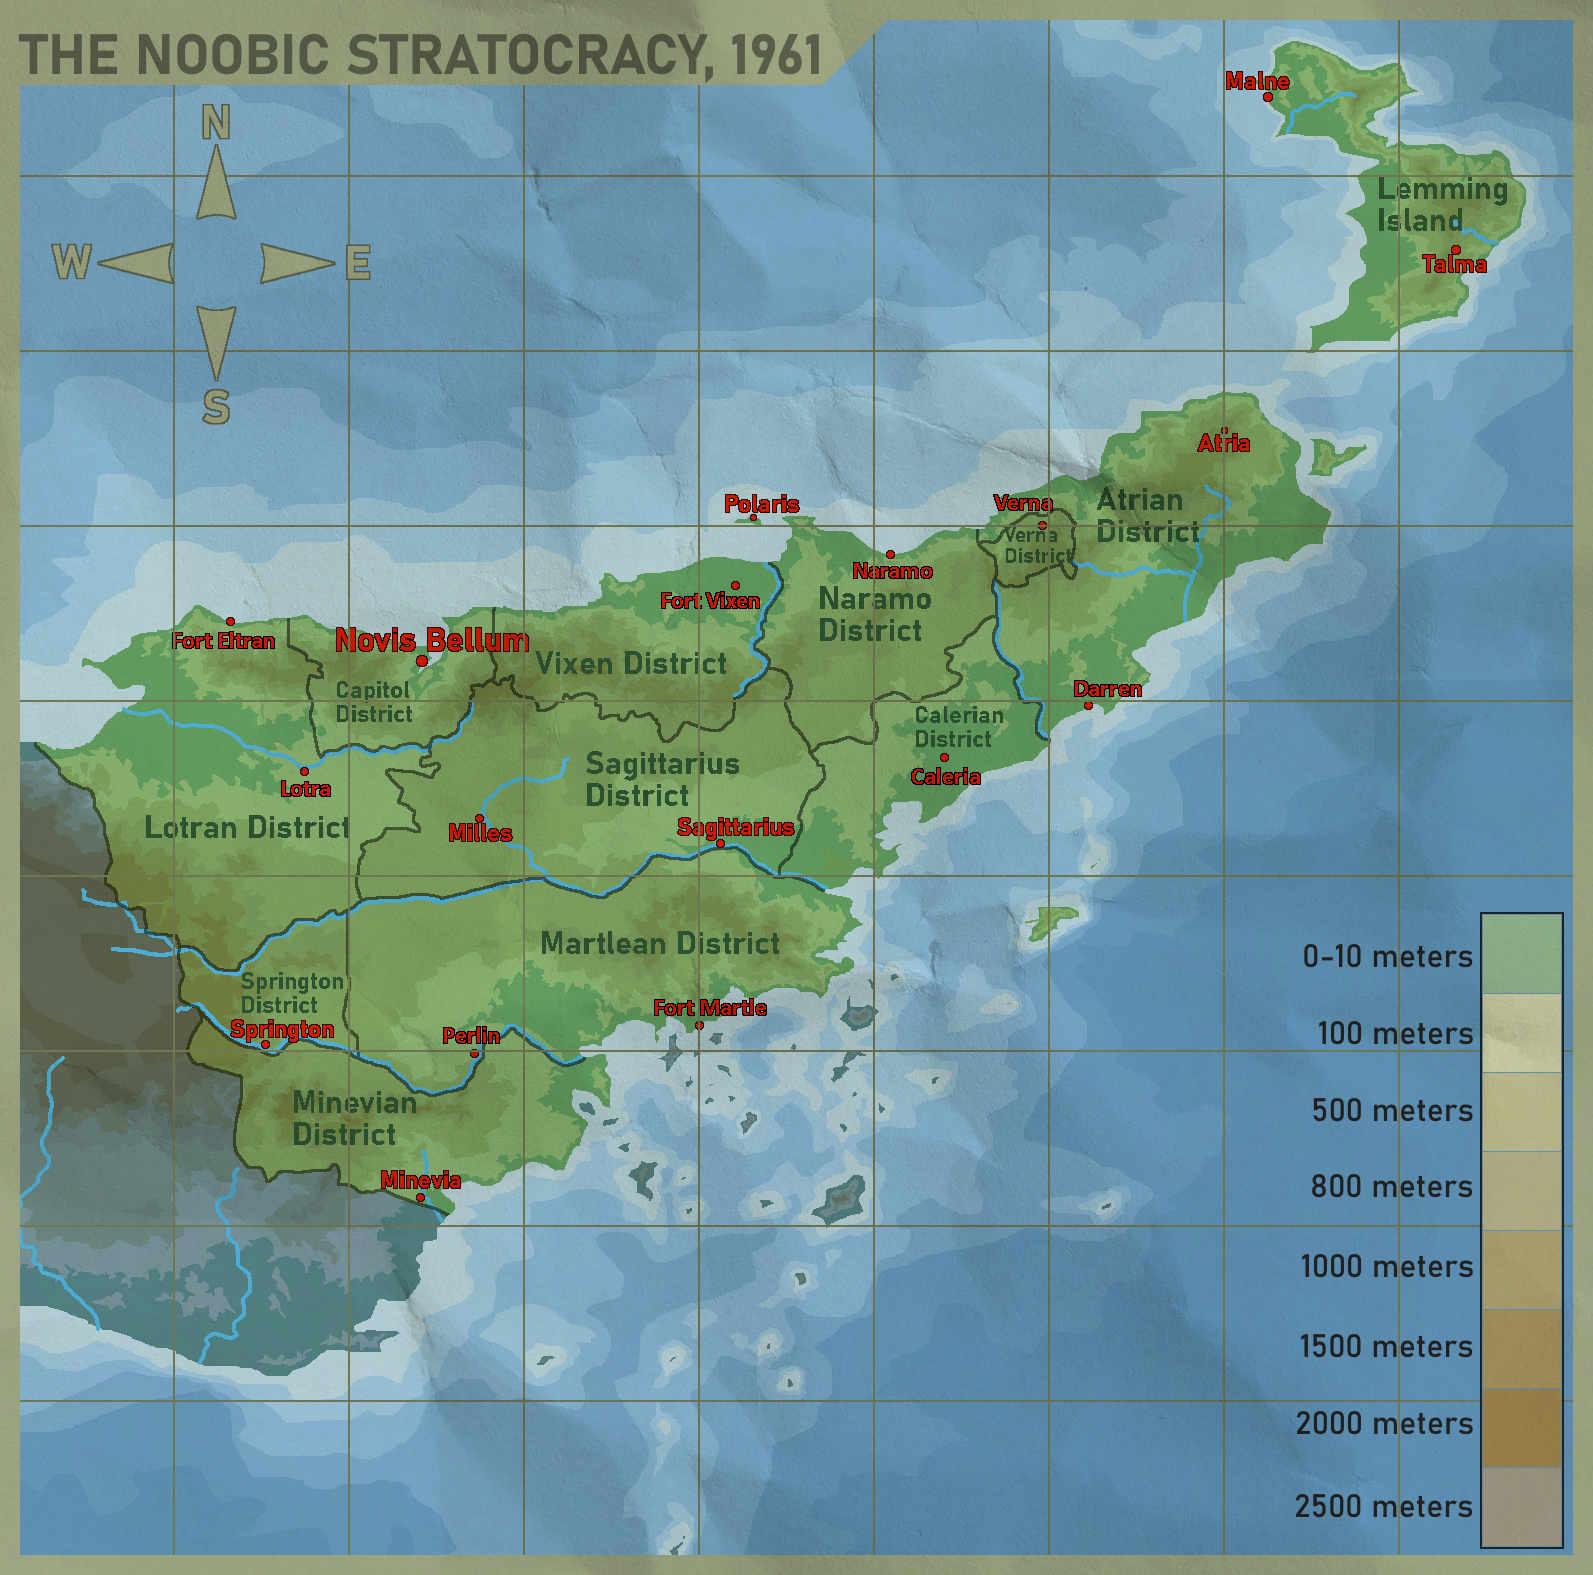 THE NOOBIC STRATOCRACY, 1961
Malne
N
Lemming
Island
W
E
Talma
S
Atria
Polaris
Verna
Atrian
District
Verna
District
Naramo
Fort Vixen
Naramo
District
Fort Eltran
Novis Bellum
Vixen District
Capitol
District
Darren
Calerian
District
Sagittarius
District
Caleria
Lotra
Lotran District
Milles
Sagittarius
Martlean District
0-10 meters
Springton
District
Fort Martle
Springton
Perlin
100 meters
Minevian
District
500 meters
Minevia
800 meters
1000 meters
1500 meters
2000 meters
2500 meters